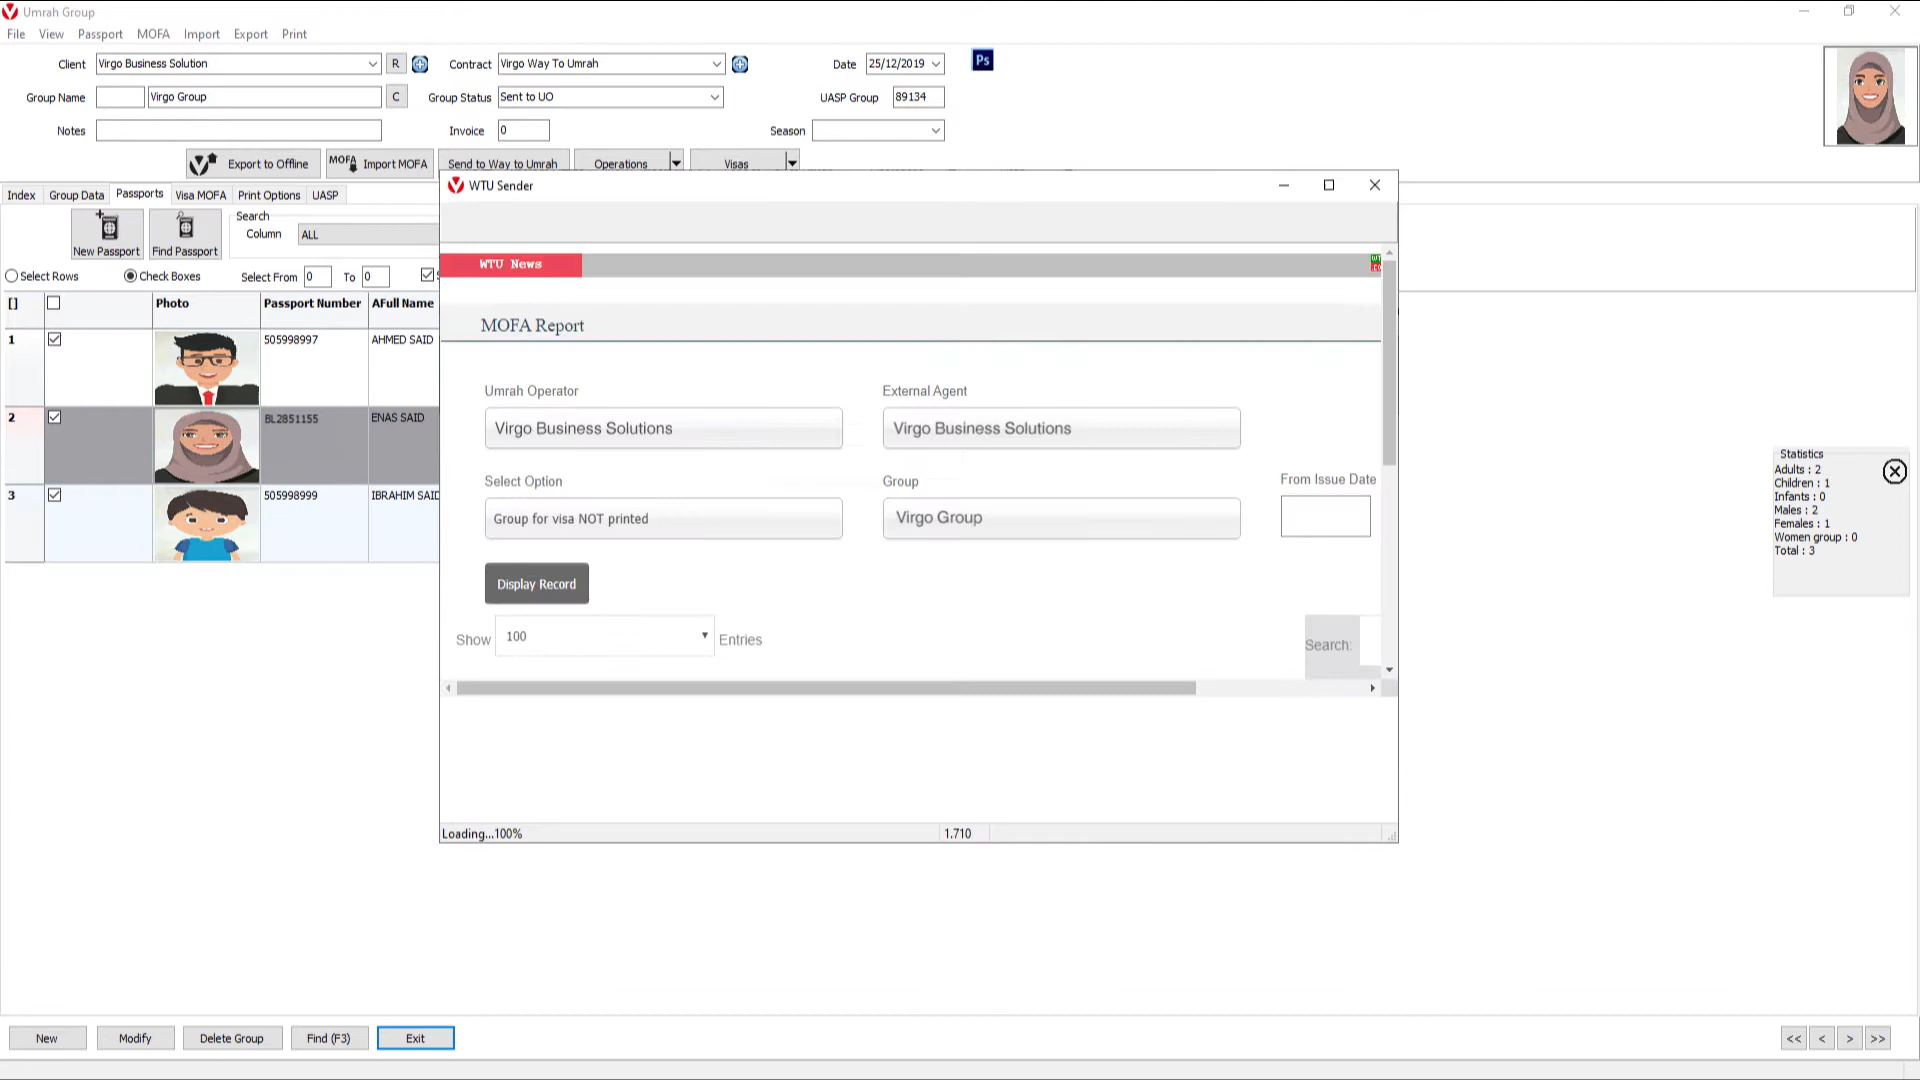 Umrah Group
File View Passport MOFA Import Export Print
Client Virgo Business Solution R Contract Virgo Way To Umrah Date 25/12/2019 Ps
Group Name Virgo Group C Group Status Sent to UO UASP Group 89134
Notes Invoice 0 Season
Export to Offline MOFA Import MOFA Send to Way to Umrah Operations Visas
Index Group Data Passports Visa MOFA Print Options UASP
New Passport Find Passport
Search
Column ALL
Select Rows Check Boxes Select From 0 To 0
[] Photo Passport Number AFull Name
1 505998997 AHMED SAID
2 BL2851155 ENAS SAID
3 505998999 IBRAHIM SAID
WTU Sender
WTU News
MOFA Report
Umrah Operator External Agent
Virgo Business Solutions Virgo Business Solutions
Select Option Group From Issue Date
Group for visa NOT printed Virgo Group
Display Record
Show 100 Entries Search:
Loading...100% 1.710
Statistics
Adults : 2
Children : 1
Infants : 0
Males : 2
Females : 1
Women group : 0
Total : 3
New Modify Delete Group Find (F3) Exit << < > >>